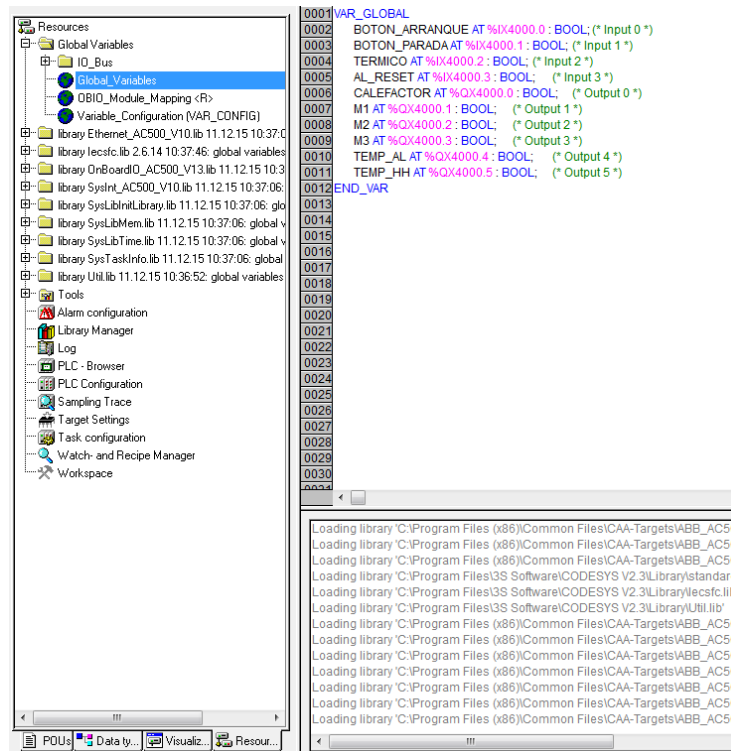 Resources
Global Variables
IO_Bus
Global_Variables
OBIO_Module_Mapping <R>
Variable_Configuration (VAR_CONFIG)
library Ethernet_AC500_V10.lib 11.12.15 10:37:0
library Iecsfc.lib 2.6.14 10:37:46: global variables
library OnBoardIO_AC500_V13.lib 11.12.15 10:3
library SysInt_AC500_V10.lib 11.12.15 10:37:06:
library SysLibInitLibrary.lib 11.12.15 10:37:06: glo
library SysLibMem.lib 11.12.15 10:37:06: global v
library SysLibTime.lib 11.12.15 10:37:06: global v
library SysTaskInfo.lib 11.12.15 10:37:06: global
library Util.lib 11.12.15 10:36:52: global variables
Tools
Alarm configuration
Library Manager
Log
PLC - Browser
PLC Configuration
Sampling Trace
Target Settings
Task configuration
Watch- and Recipe Manager
Workspace
POUs
Data ty...
Visualiz...
Resour...
0001 VAR_GLOBAL
0002 BOTON_ARRANQUE AT %IX4000.0 : BOOL; (* Input 0 *)
0003 BOTON_PARADA AT %IX4000.1 : BOOL; (* Input 1 *)
0004 TERMICO AT %IX4000.2 : BOOL; (* Input 2 *)
0005 AL_RESET AT %IX4000.3 : BOOL; (* Input 3 *)
0006 CALEFACTOR AT %QX4000.0 : BOOL; (* Output 0 *)
0007 M1 AT %QX4000.1 : BOOL; (* Output 1 *)
0008 M2 AT %QX4000.2 : BOOL; (* Output 2 *)
0009 M3 AT %QX4000.3 : BOOL; (* Output 3 *)
0010 TEMP_AL AT %QX4000.4 : BOOL; (* Output 4 *)
0011 TEMP_HH AT %QX4000.5 : BOOL; (* Output 5 *)
0012 END_VAR
0013
0014
0015
0016
0017
0018
0019
0020
0021
0022
0023
0024
0025
0026
0027
0028
0029
0030
0031
Loading library 'C:\Program Files (x86)\Common Files\CAA-Targets\ABB_AC5
Loading library 'C:\Program Files (x86)\Common Files\CAA-Targets\ABB_AC5
Loading library 'C:\Program Files (x86)\Common Files\CAA-Targets\ABB_AC5
Loading library 'C:\Program Files\3S Software\CODESYS V2.3\Library\standar
Loading library 'C:\Program Files\3S Software\CODESYS V2.3\Library\Iecsfc.li
Loading library 'C:\Program Files\3S Software\CODESYS V2.3\Library\Util.lib'
Loading library 'C:\Program Files (x86)\Common Files\CAA-Targets\ABB_AC5
Loading library 'C:\Program Files (x86)\Common Files\CAA-Targets\ABB_AC5
Loading library 'C:\Program Files (x86)\Common Files\CAA-Targets\ABB_AC5
Loading library 'C:\Program Files (x86)\Common Files\CAA-Targets\ABB_AC5
Loading library 'C:\Program Files (x86)\Common Files\CAA-Targets\ABB_AC5
Loading library 'C:\Program Files (x86)\Common Files\CAA-Targets\ABB_AC5
Loading library 'C:\Program Files (x86)\Common Files\CAA-Targets\ABB_AC5